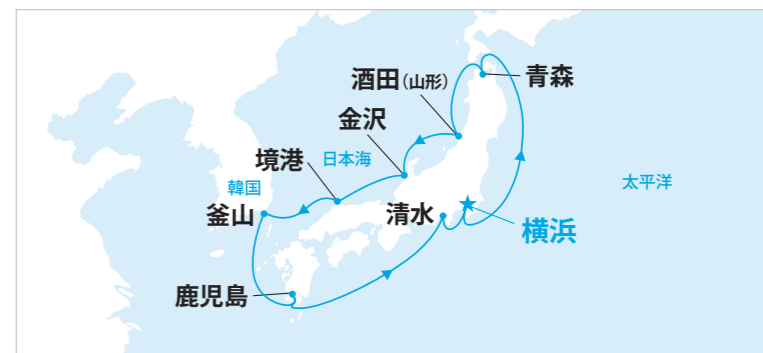 酒田(山形)
青森
金沢
境港
日本海
韓国
釜山
清水
横浜
太平洋
鹿児島